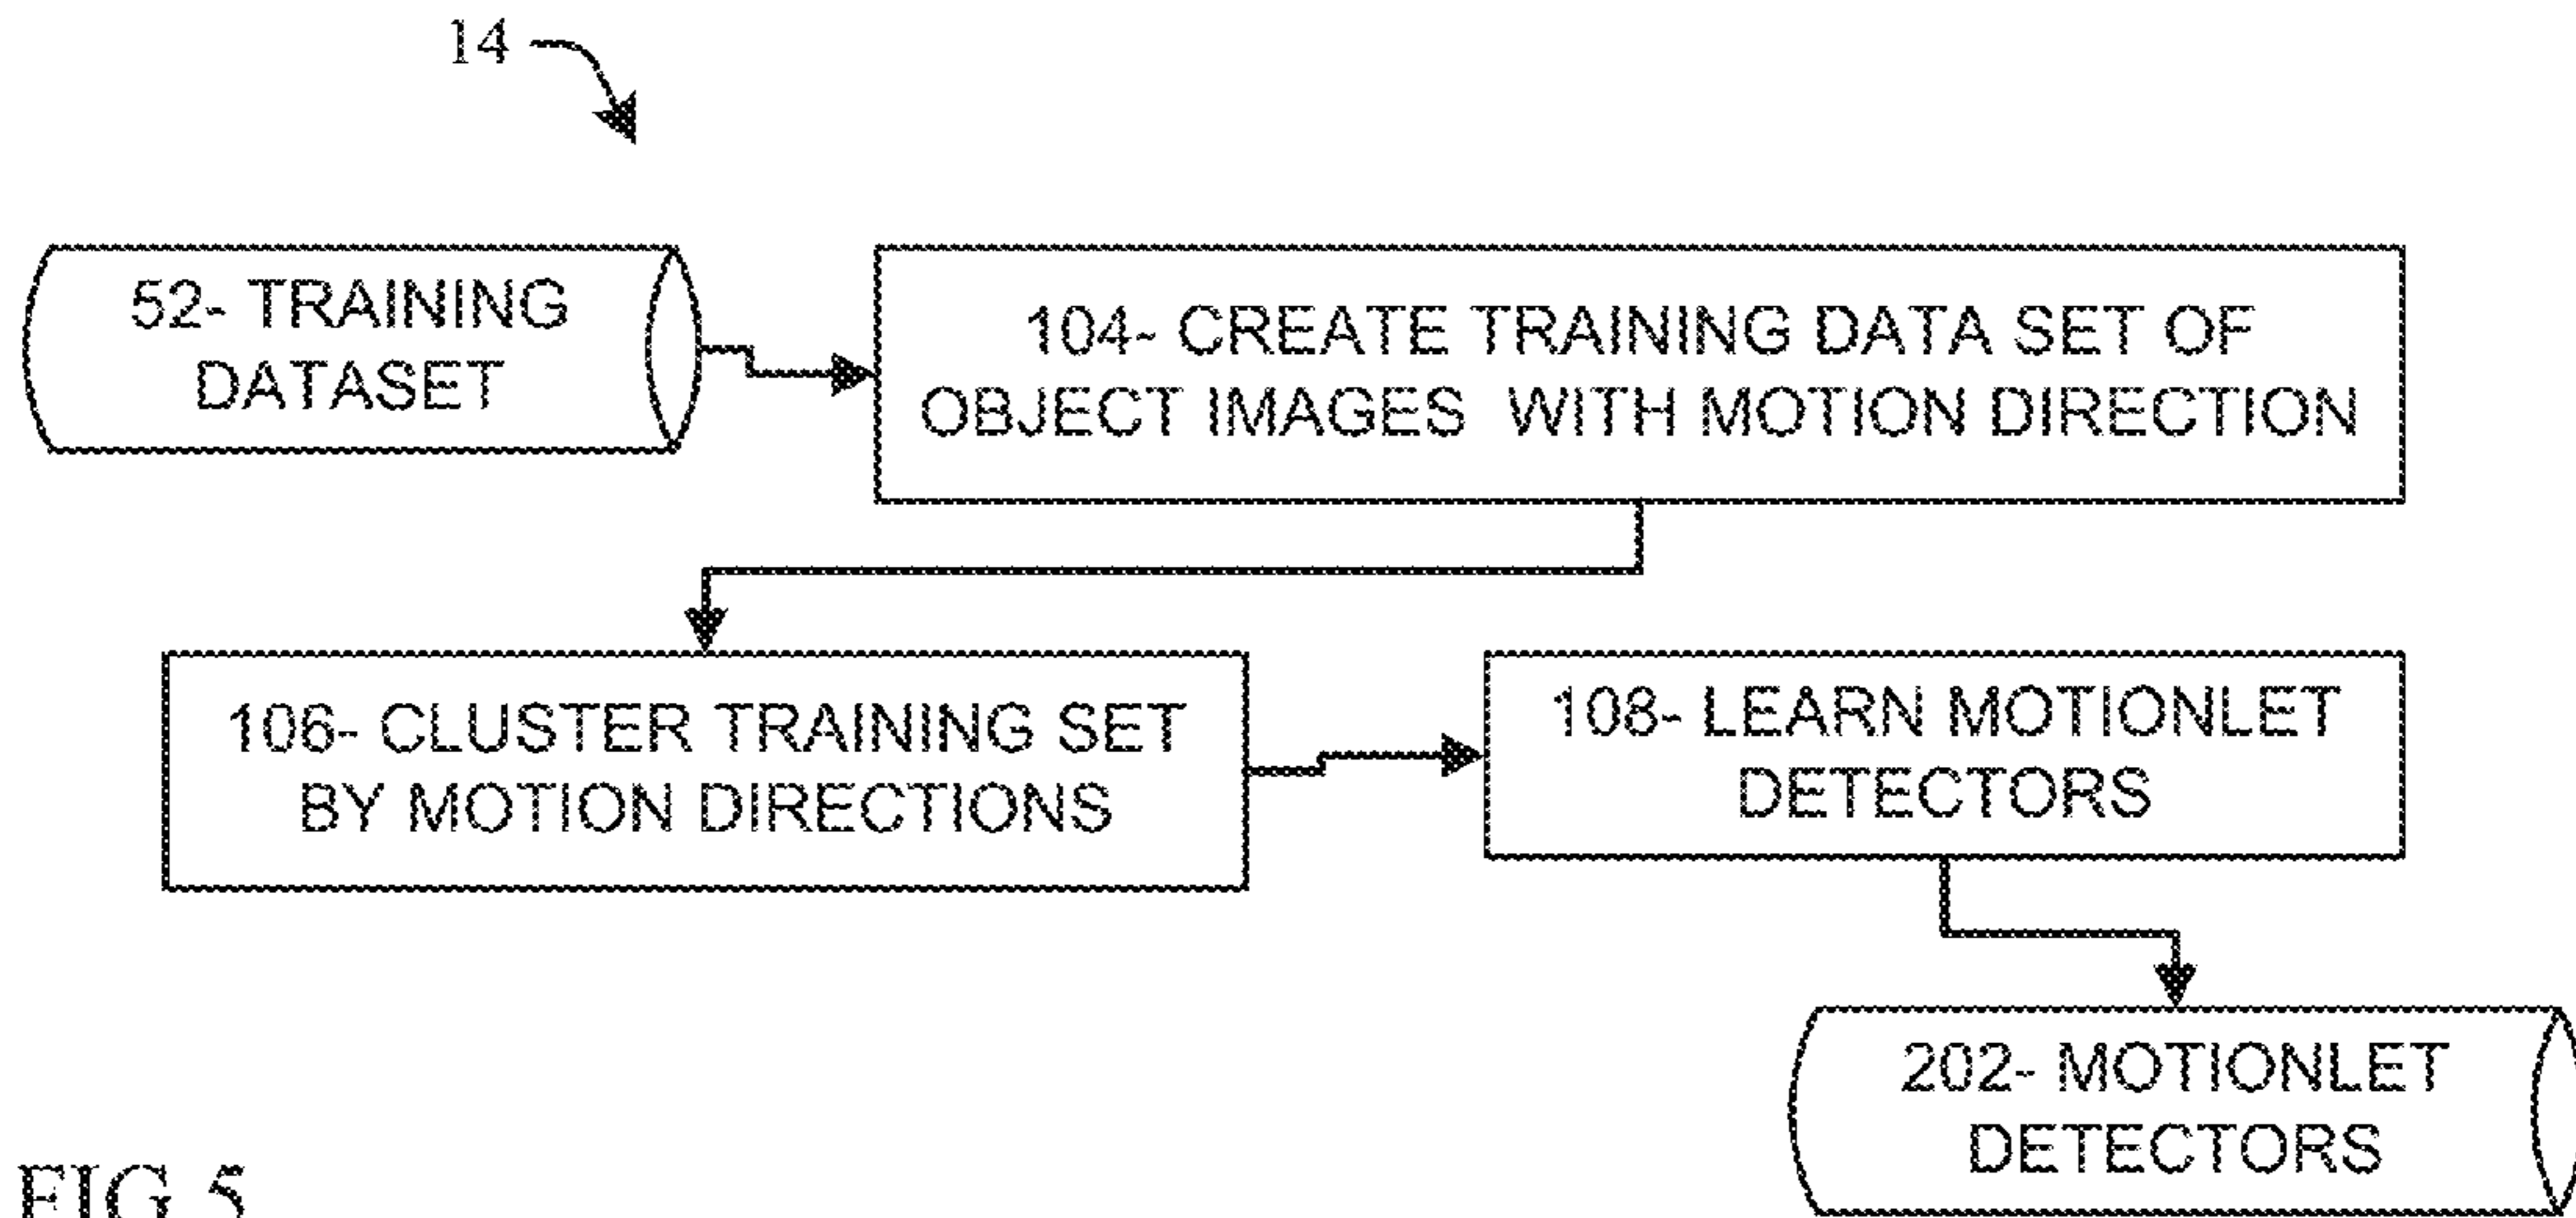 14
52- TRAINING
DATASET
104- CREATE TRAINING DATA SET OF
OBJECT IMAGES WITH MOTION DIRECTION
106- CLUSTER TRAINING SET
BY MOTION DIRECTIONS
108- LEARN MOTIONLET
DETECTORS
202- MOTIONLET
DETECTORS
FIG 5